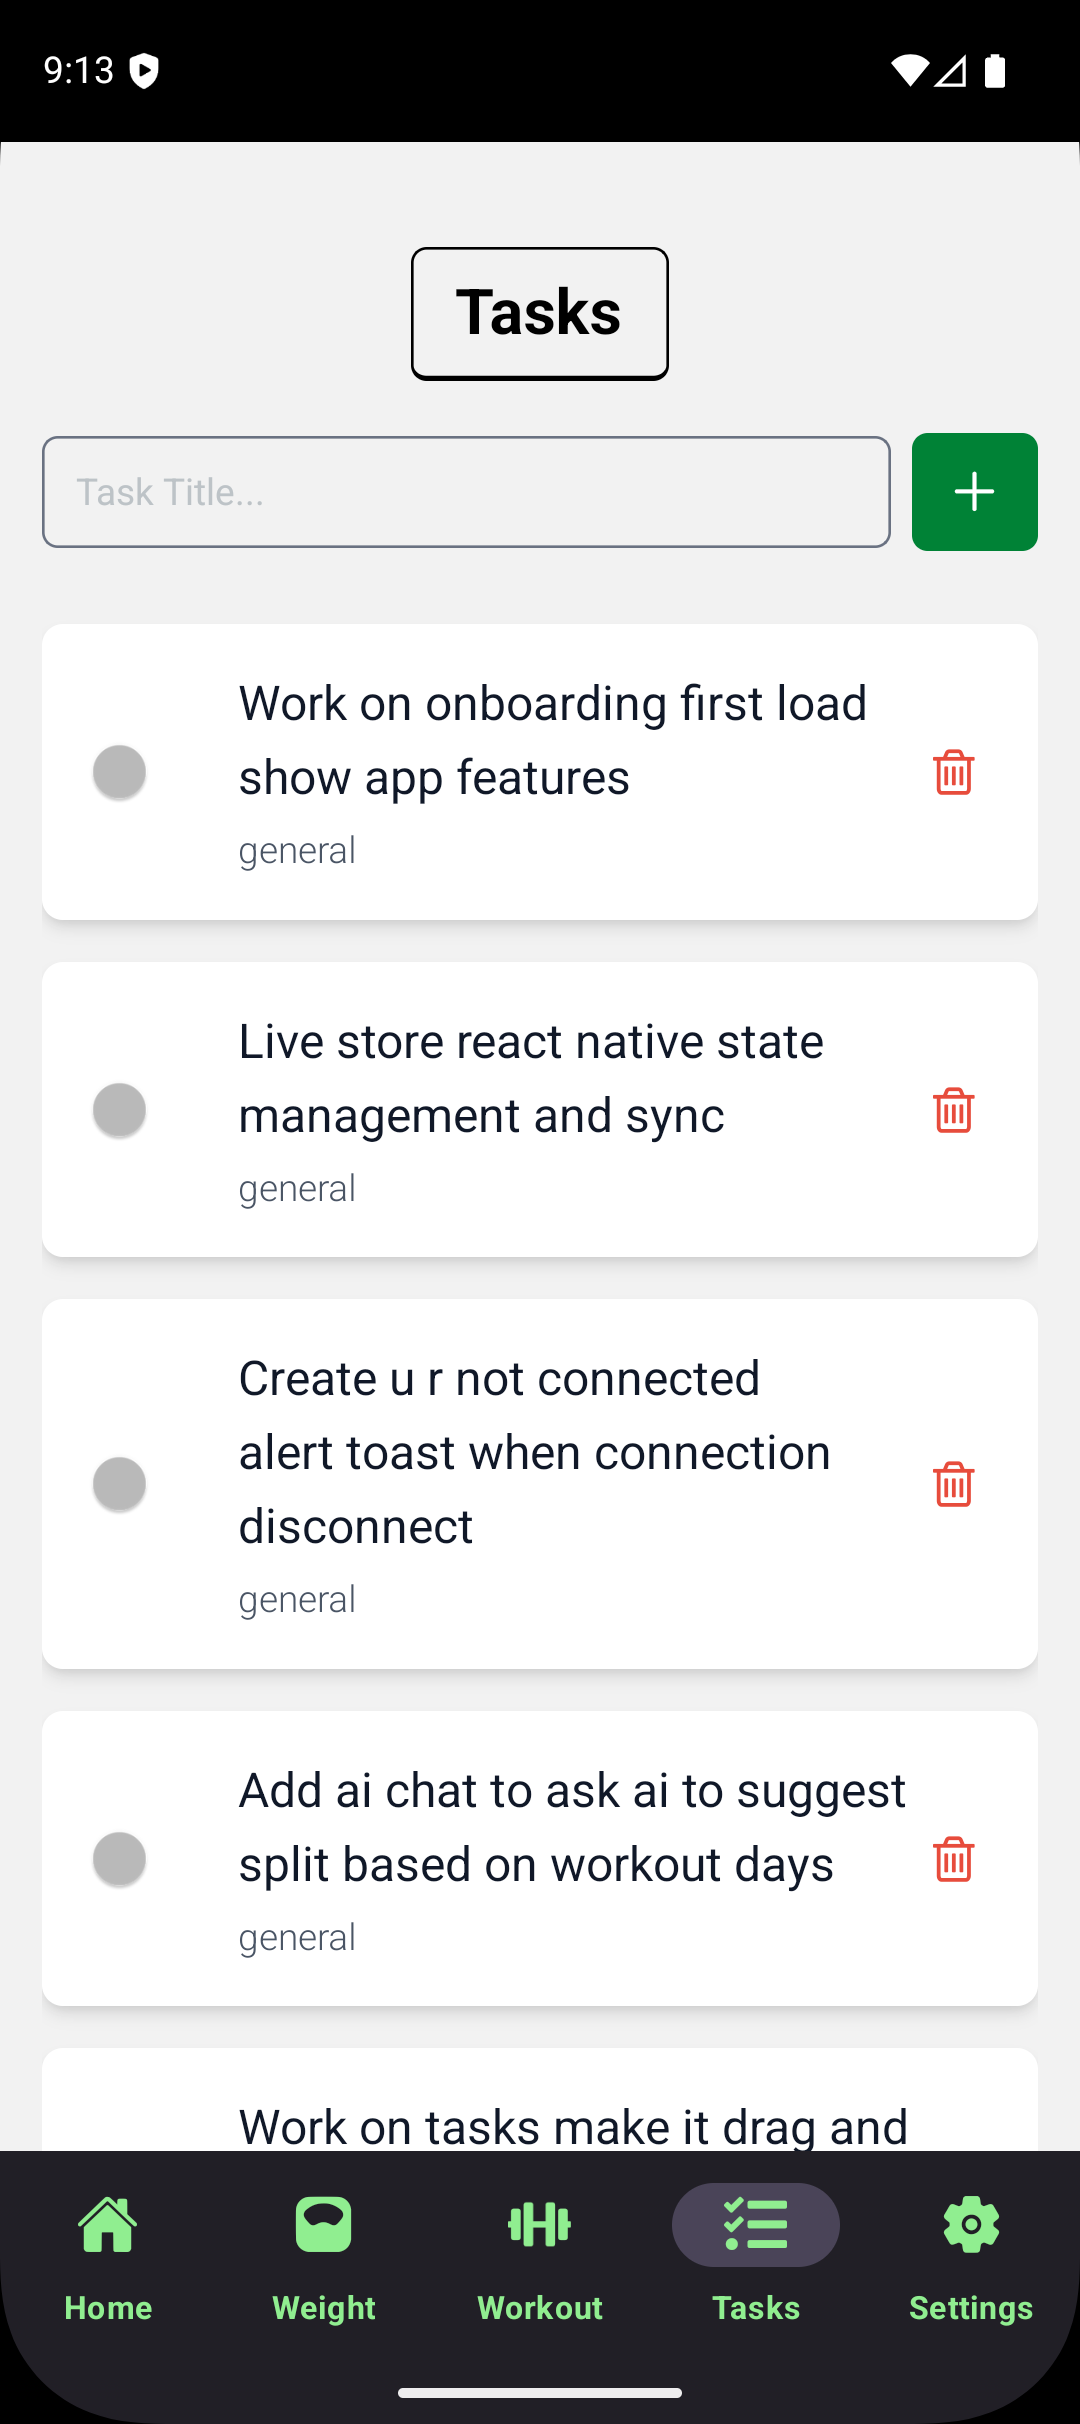 9:13
Tasks
Task Title...
Work on onboarding first load
show app features
general
Live store react native state
management and sync
general
Create u r not connected
alert toast when connection
disconnect
general
Add ai chat to ask ai to suggest
split based on workout days
general
Work on tasks make it drag and
Home
Weight
Workout
Tasks
Settings